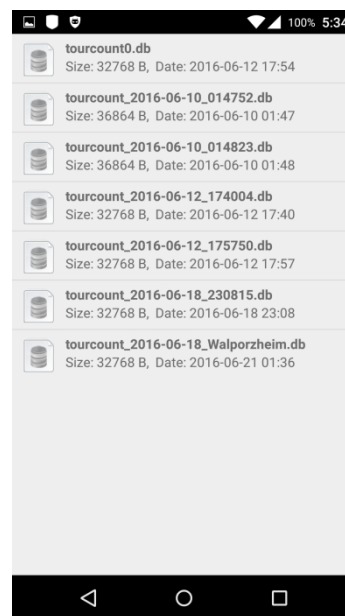 100% 5:34
tourcount0.db
Size: 32768 B, Date: 2016-06-12 17:54
tourcount_2016-06-10_014752.db
Size: 36864 B, Date: 2016-06-10 01:47
tourcount_2016-06-10_014823.db
Size: 36864 B, Date: 2016-06-10 01:48
tourcount_2016-06-12_174004.db
Size: 32768 B, Date: 2016-06-12 17:40
tourcount_2016-06-12_175750.db
Size: 32768 B, Date: 2016-06-12 17:57
tourcount_2016-06-18_230815.db
Size: 32768 B, Date: 2016-06-18 23:08
tourcount_2016-06-18_Walporzheim.db
Size: 32768 B, Date: 2016-06-21 01:36